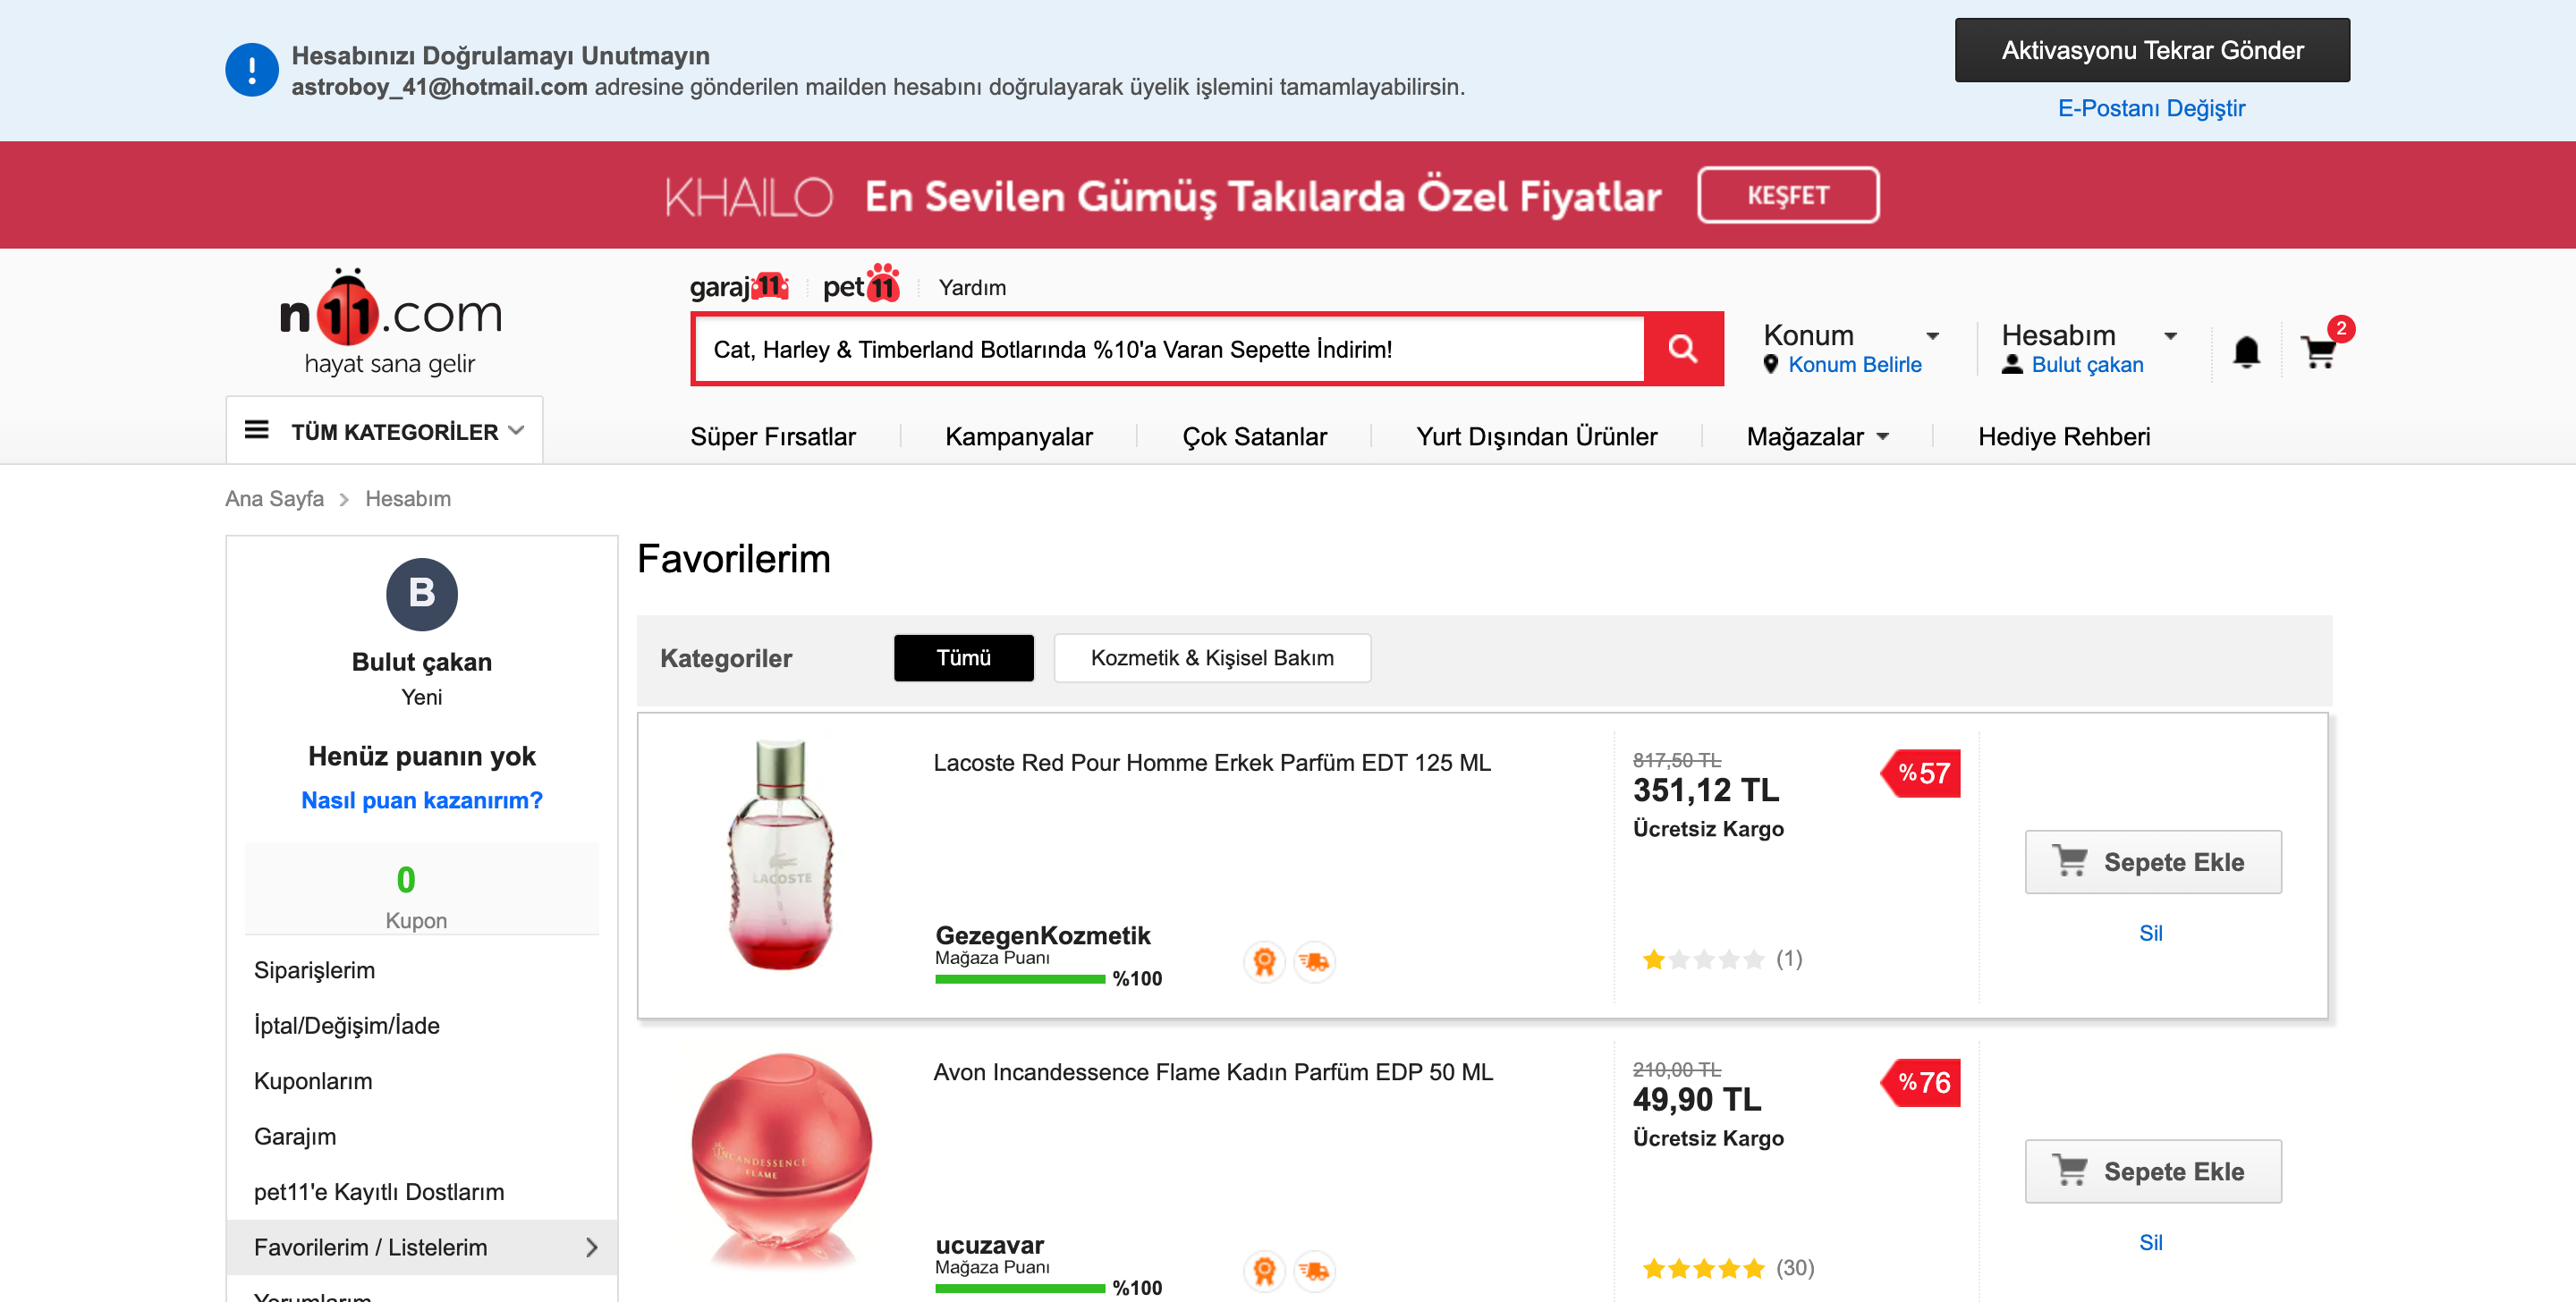 Hesabınızı Doğrulamayı Unutmayın
astroboy_41@hotmail.com adresine gönderilen mailden hesabını doğrulayarak üyelik işlemini tamamlayabilirsin.
Aktivasyonu Tekrar Gönder
E-Postanı Değiştir
KHAILO En Sevilen Gümüş Takılarda Özel Fiyatlar KEŞFET
n11.com
hayat sana gelir
garaj11 pet11 Yardım
Cat, Harley & Timberland Botlarında %10'a Varan Sepette İndirim!
Konum
Konum Belirle
Hesabım
Bulut çakan
2
TÜM KATEGORİLER
Süper Fırsatlar Kampanyalar Çok Satanlar Yurt Dışından Ürünler Mağazalar Hediye Rehberi
Ana Sayfa > Hesabım
B
Bulut çakan
Yeni
Henüz puanın yok
Nasıl puan kazanırım?
0
Kupon
Siparişlerim
İptal/Değişim/İade
Kuponlarım
Garajım
pet11'e Kayıtlı Dostlarım
Favorilerim / Listelerim
Yorumlarım
Favorilerim
Kategoriler Tümü Kozmetik & Kişisel Bakım
LACOSTE
Lacoste Red Pour Homme Erkek Parfüm EDT 125 ML
GezegenKozmetik
Mağaza Puanı
%100
817,50 TL
351,12 TL
Ücretsiz Kargo
%57
(1)
Sepete Ekle
Sil
INCANDESSENCE
FLAME
Avon Incandessence Flame Kadın Parfüm EDP 50 ML
ucuzavar
Mağaza Puanı
%100
210,00 TL
49,90 TL
Ücretsiz Kargo
%76
(30)
Sepete Ekle
Sil